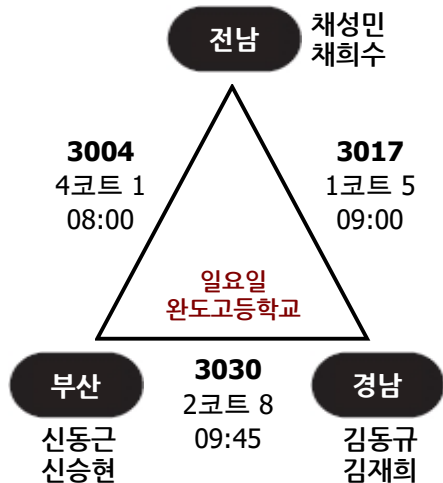 전남
채성민
채희수
3004
4코트 1
08:00
3017
1코트 5
09:00
일요일
완도고등학교
부산
신동근
신승현
3030
2코트 8
09:45
경남
김동규
김재희